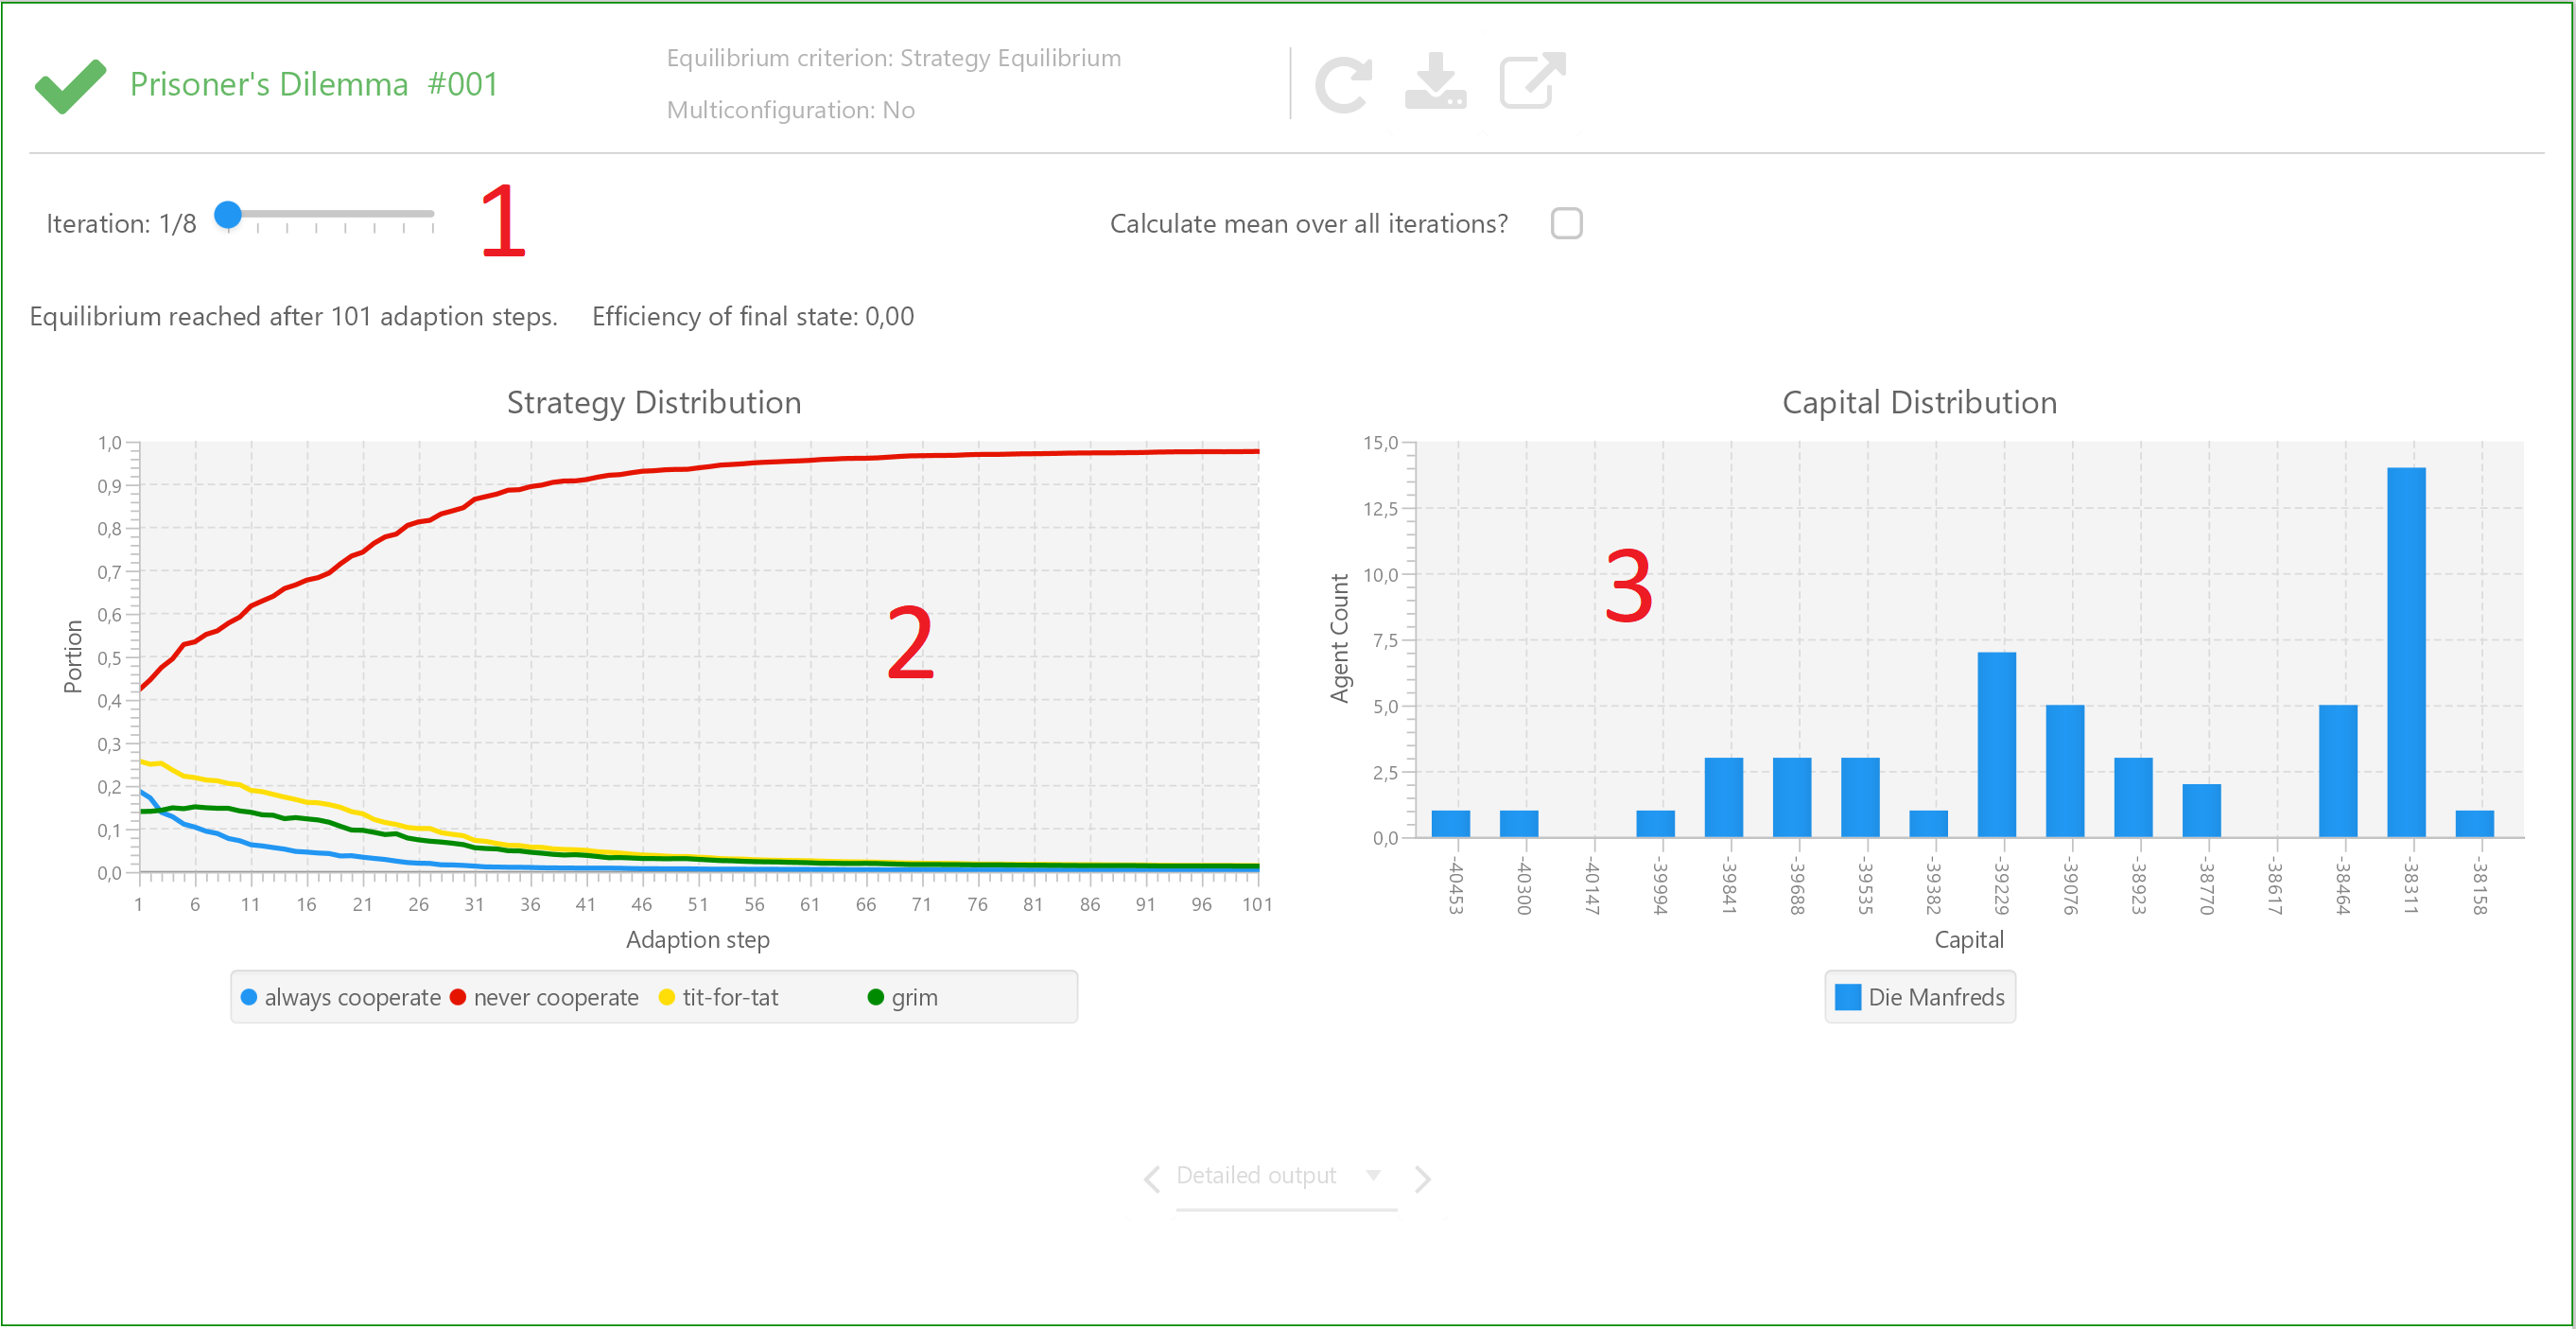 Prisoner's Dilemma #001
Equilibrium criterion: Strategy Equilibrium
Multiconfiguration: No
Iteration: 1/8
1
Calculate mean over all iterations?
Equilibrium reached after 101 adaption steps. Efficiency of final state: 0,00
Strategy Distribution
1,0
0,9
0,8
0,7
0,6
0,5
0,4
0,3
0,2
0,1
0,0
Portion
2
1 6 11 16 21 26 31 36 41 46 51 56 61 66 71 76 81 86 91 96 101
Adaption step
always cooperate never cooperate tit-for-tat grim
Capital Distribution
15,0
12,5
10,0
7,5
5,0
2,5
0,0
Agent Count
3
-40453 -40300 -40147 -39994 -39841 -39688 -39535 -39382 -39229 -39076 -38923 -38770 -38617 -38464 -38311 -38158
Capital
Die Manfreds
Detailed output